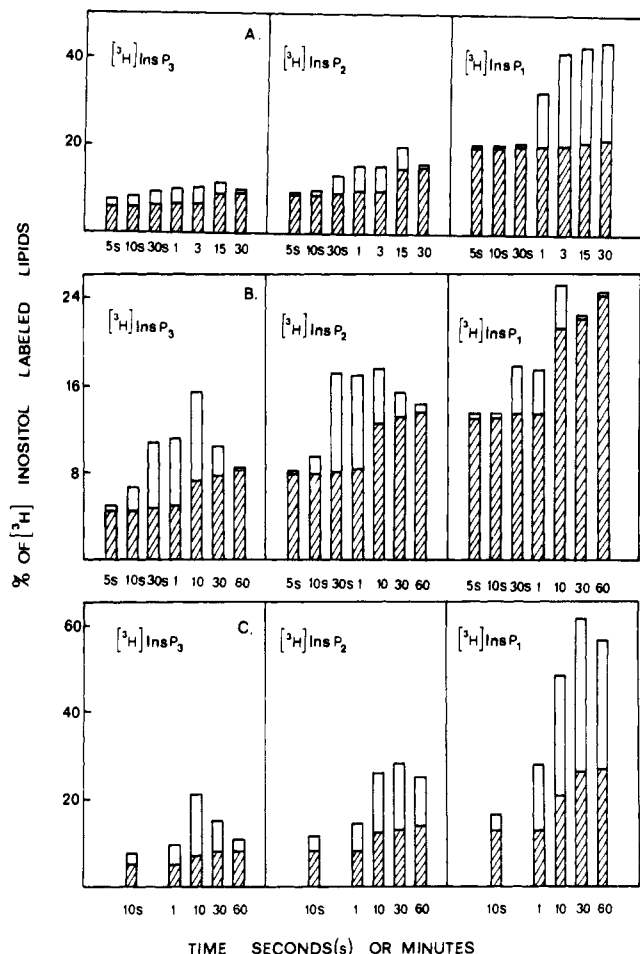 A.
[³H] Ins P₃
[³H] Ins P₂
[³H] Ins P₁
40
20
5s 10s 30s 1 3 15 30
5s 10s 30s 1 3 15 30
5s 10s 30s 1 3 15 30
B.
[³H] Ins P₃
[³H] Ins P₂
[³H] Ins P₁
24
16
8
5s 10s 30s 1 10 30 60
5s 10s 30s 1 10 30 60
5s 10s 30s 1 10 30 60
C.
[³H] Ins P₃
[³H] Ins P₂
[³H] Ins P₁
60
40
20
10s 1 10 30 60
10s 1 10 30 60
10s 1 10 30 60
% OF [³H] INOSITOL LABELED LIPIDS
TIME SECONDS(s) OR MINUTES